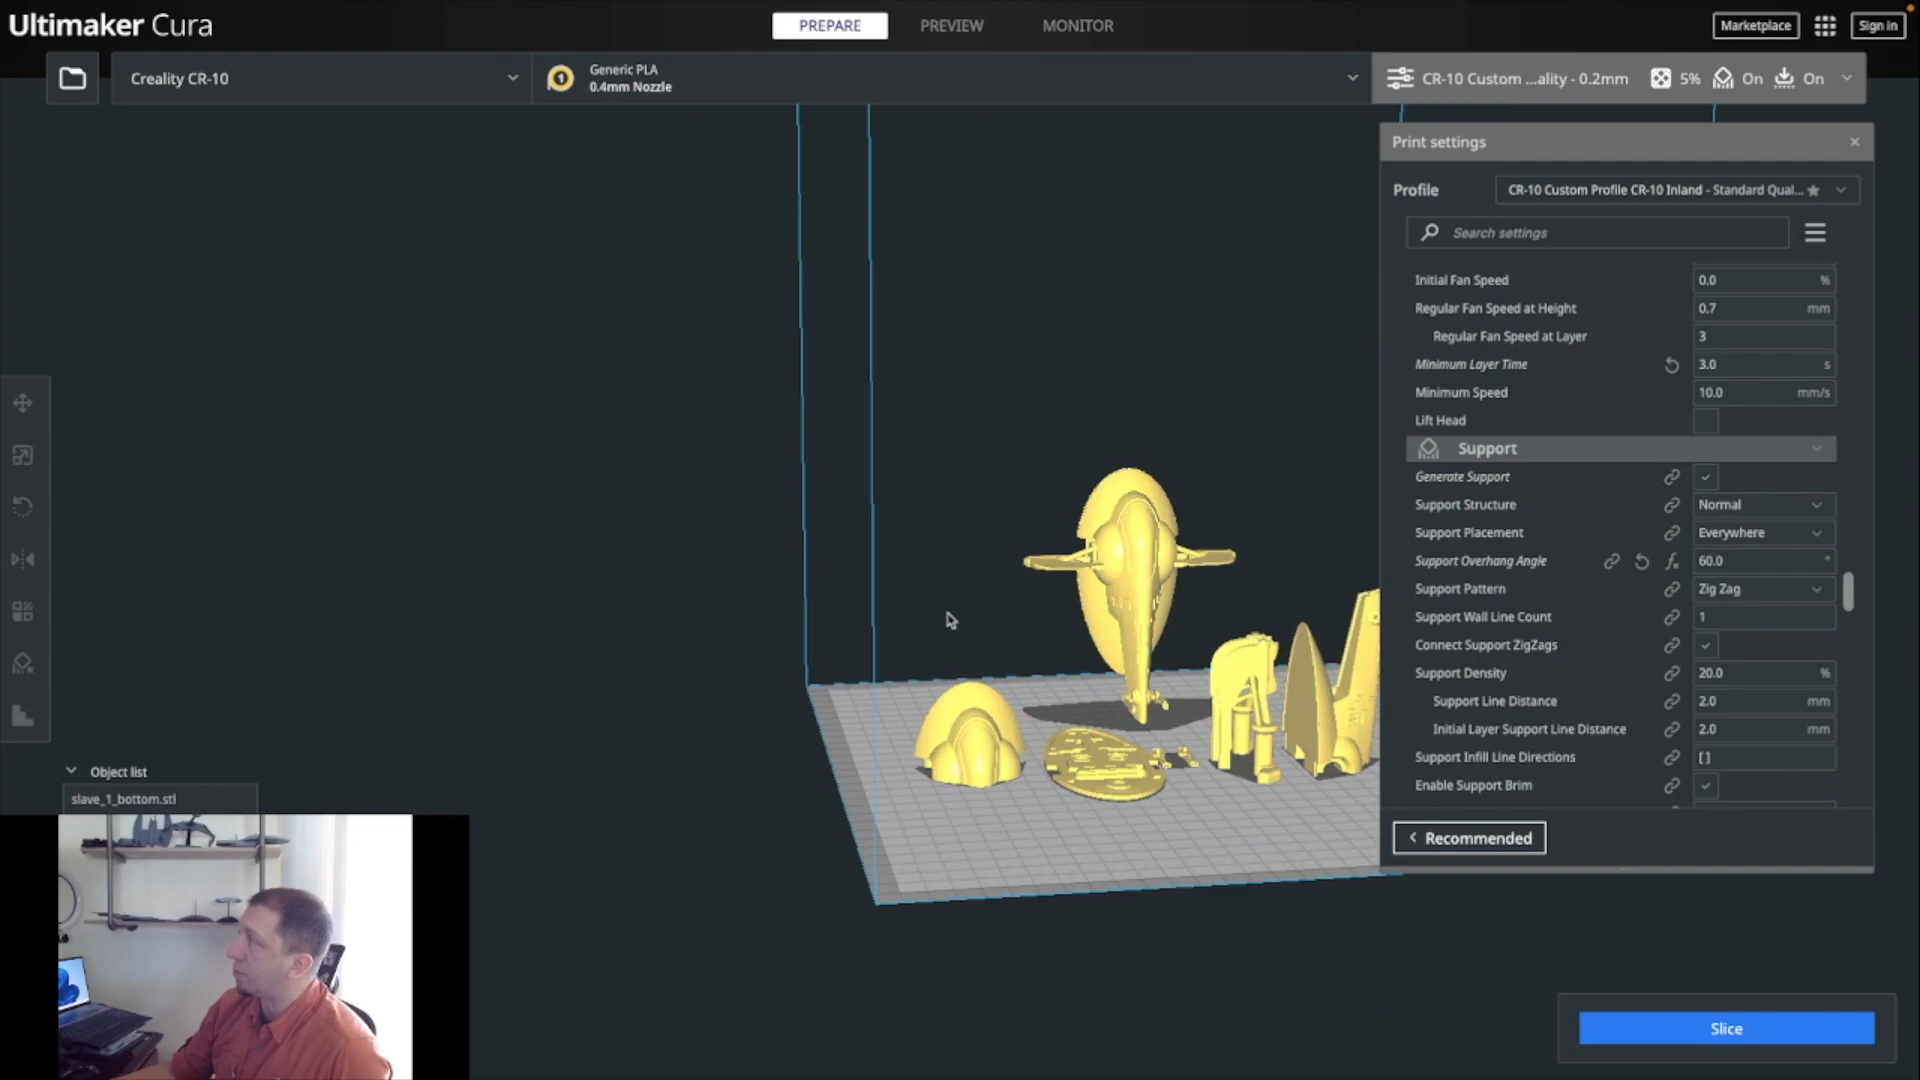 Ultimaker Cura
PREPARE
PREVIEW
MONITOR
Marketplace
Sign in
Creality CR-10
1
Generic PLA
0.4mm Nozzle
CR-10 Custom ...ality - 0.2mm
5%
On
On
Print settings
Profile
CR-10 Custom Profile CR-10 Inland - Standard Qual...
Search settings
Initial Fan Speed 0.0 %
Regular Fan Speed at Height 0.7 mm
Regular Fan Speed at Layer 3
Minimum Layer Time 3.0 s
Minimum Speed 10.0 mm/s
Lift Head
Support
Generate Support
Support Structure Normal
Support Placement Everywhere
Support Overhang Angle fx 60.0 °
Support Pattern Zig Zag
Support Wall Line Count 1
Connect Support ZigZags
Support Density 20.0 %
Support Line Distance 2.0 mm
Initial Layer Support Line Distance 2.0 mm
Support Infill Line Directions []
Enable Support Brim
Recommended
Object list
slave_1_bottom.stl
Slice